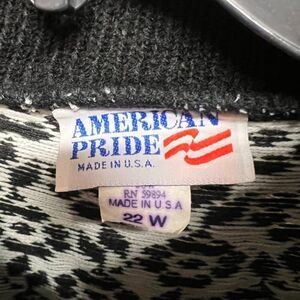 AMERICAN
PRIDE
MADE IN U.S.A.
RN 59894
MADE IN U.S.A
22 W